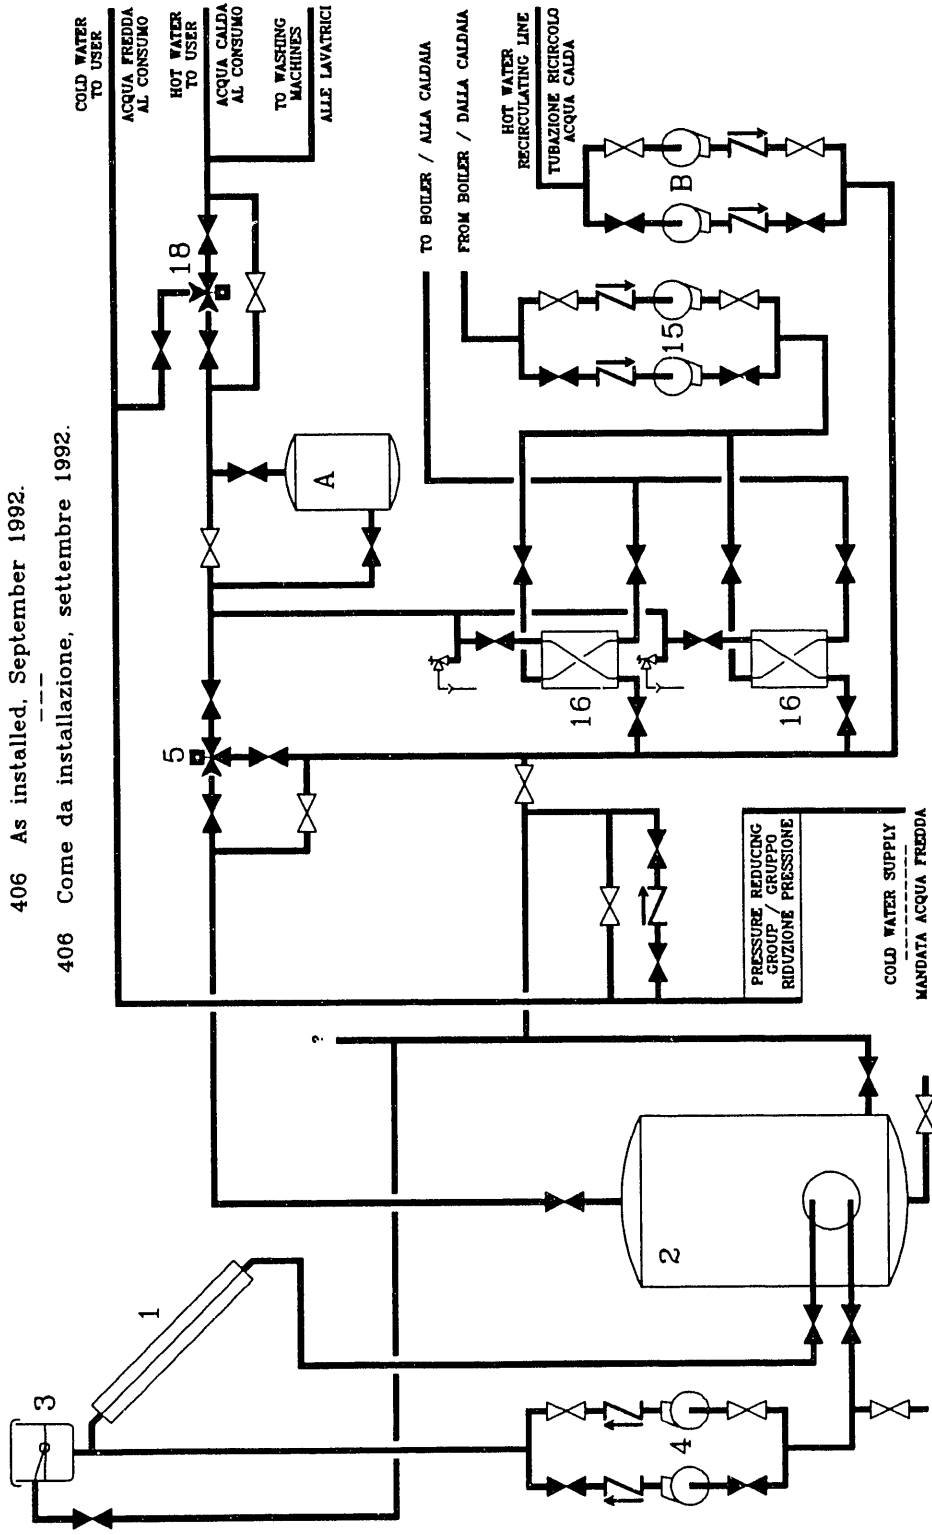 406 As installed, September 1992.
406 Come da installazione, settembre 1992.
COLD WATER
TO USER
ACQUA FREDDA
AL CONSUMO
HOT WATER
TO USER
ACQUA CALDA
AL CONSUMO
TO WASHING
MACHINES
ALLE LAVATRICI
TO BOILER / ALLA CALDAIA
FROM BOILER / DALLA CALDAIA
HOT WATER
RECIRCULATING LINE
TUBAZIONE RICIRCOLO
ACQUA CALDA
PRESSURE REDUCING
GROUP / GRUPPO
RIDUZIONE PRESSIONE
COLD WATER SUPPLY
MANDATA ACQUA FREDDA
3
1
?
2
4
5
18
A
16
16
15
B